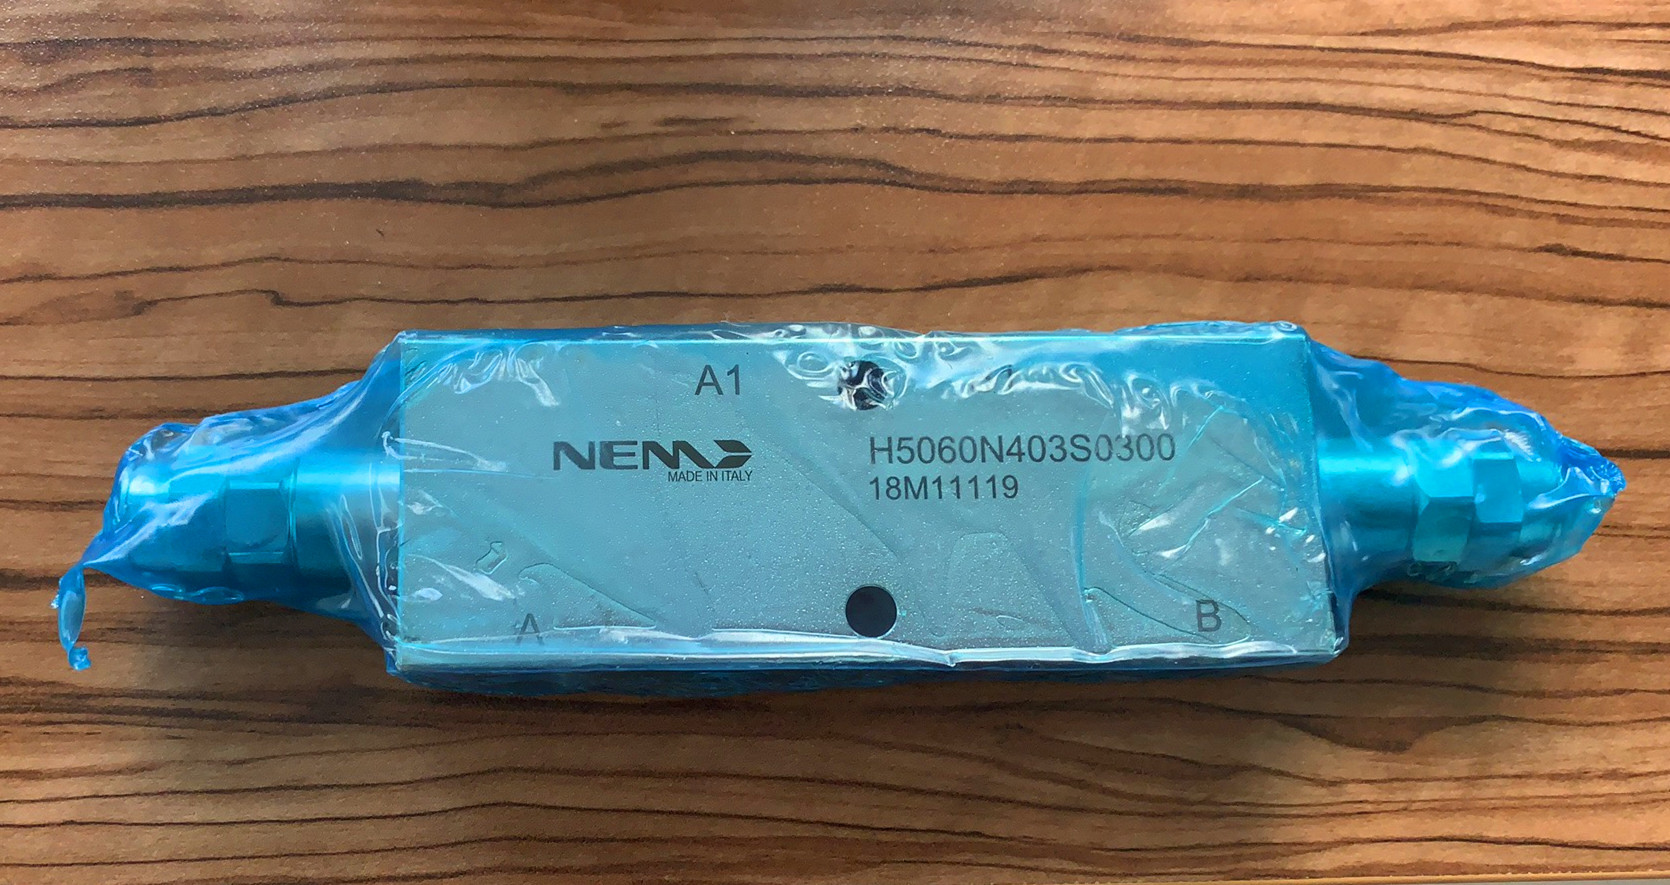 A1
NEM
MADE IN ITALY
H5060N403S0300
18M11119
A
B